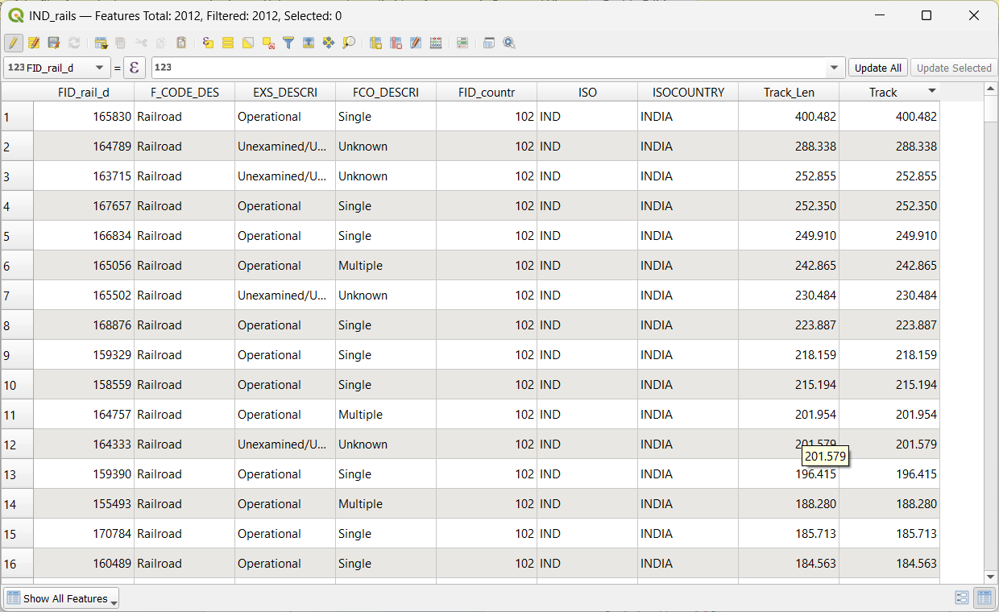 IND_rails — Features Total: 2012, Filtered: 2012, Selected: 0
123 FID_rail_d = ε 123 Update All Update Selected
FID_rail_d F_CODE_DES EXS_DESCRI FCO_DESCRI FID_countr ISO ISOCOUNTRY Track_Len Track
1 165830 Railroad Operational Single 102 IND INDIA 400.482 400.482
2 164789 Railroad Unexamined/U... Unknown 102 IND INDIA 288.338 288.338
3 163715 Railroad Unexamined/U... Unknown 102 IND INDIA 252.855 252.855
4 167657 Railroad Operational Single 102 IND INDIA 252.350 252.350
5 166834 Railroad Operational Single 102 IND INDIA 249.910 249.910
6 165056 Railroad Operational Multiple 102 IND INDIA 242.865 242.865
7 165502 Railroad Unexamined/U... Unknown 102 IND INDIA 230.484 230.484
8 168876 Railroad Operational Single 102 IND INDIA 223.887 223.887
9 159329 Railroad Operational Single 102 IND INDIA 218.159 218.159
10 158559 Railroad Operational Single 102 IND INDIA 215.194 215.194
11 164757 Railroad Operational Multiple 102 IND INDIA 201.954 201.954
12 164333 Railroad Unexamined/U... Unknown 102 IND INDIA 201.579 201.579
201.579
13 159390 Railroad Operational Single 102 IND INDIA 196.415 196.415
14 155493 Railroad Operational Multiple 102 IND INDIA 188.280 188.280
15 170784 Railroad Operational Single 102 IND INDIA 185.713 185.713
16 160489 Railroad Operational Single 102 IND INDIA 184.563 184.563
Show All Features